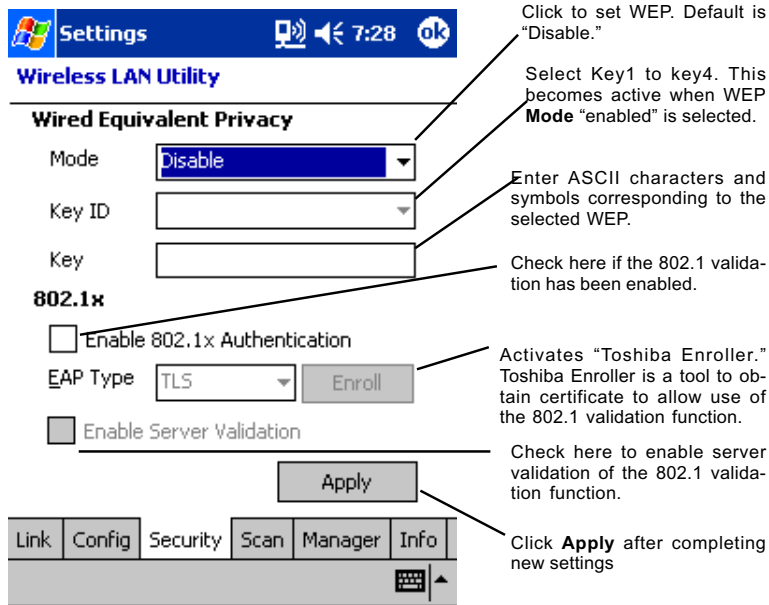 Settings 7:28 ok
Wireless LAN Utility
Wired Equivalent Privacy
Mode Disable
Key ID
Key
802.1x
Enable 802.1x Authentication
EAP Type TLS Enroll
Enable Server Validation
Apply
Link Config Security Scan Manager Info
Click to set WEP. Default is
“Disable.”
Select Key1 to key4. This
becomes active when WEP
Mode “enabled” is selected.
Enter ASCII characters and
symbols corresponding to the
selected WEP.
Check here if the 802.1 valida-
tion has been enabled.
Activates “Toshiba Enroller.”
Toshiba Enroller is a tool to ob-
tain certificate to allow use of
the 802.1 validation function.
Check here to enable server
validation of the 802.1 valida-
tion function.
Click Apply after completing
new settings